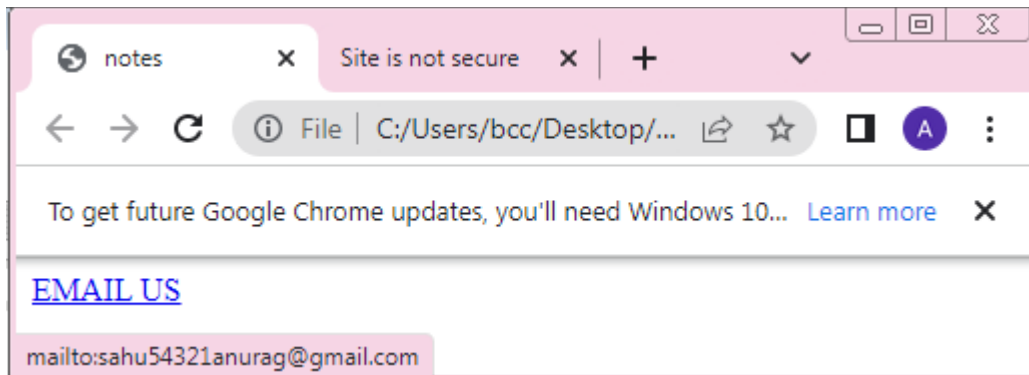 notes Site is not secure
File C:/Users/bcc/Desktop/... A
To get future Google Chrome updates, you'll need Windows 10... Learn more
EMAIL US
mailto:sahu54321anurag@gmail.com